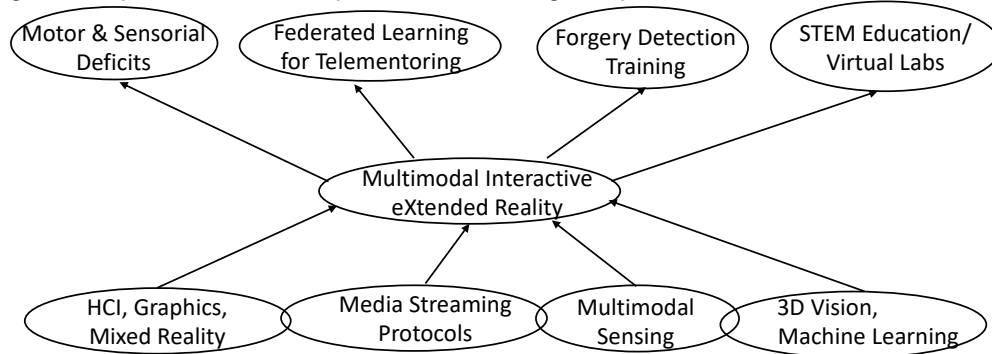 Motor & Sensorial
Deficits
Federated Learning
for Telementoring
Forgery Detection
Training
STEM Education/
Virtual Labs
Multimodal Interactive
eXtended Reality
HCI, Graphics,
Mixed Reality
Media Streaming
Protocols
Multimodal
Sensing
3D Vision,
Machine Learning